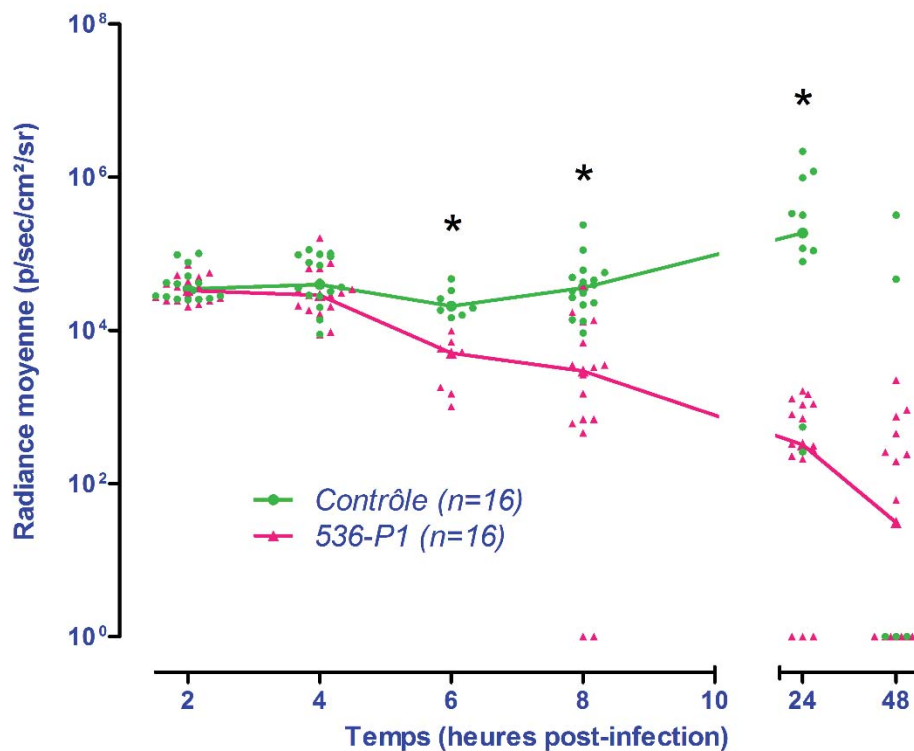 10⁸
*
*
10⁶
*
10⁴
10²
10⁰
Radiance moyenne (p/sec/cm²/sr)
Contrôle (n=16)
536-P1 (n=16)
2 4 6 8 10 24 48
Temps (heures post-infection)